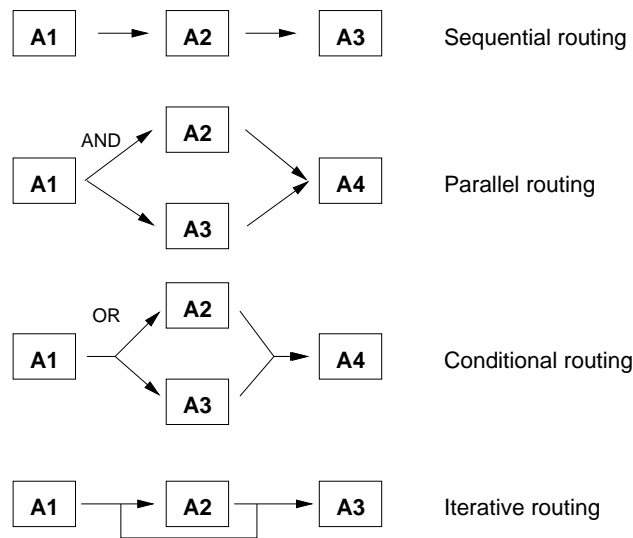 A1 A2 A3 Sequential routing
AND A2
A1 A4 Parallel routing
A3
OR A2
A1 A4 Conditional routing
A3
A1 A2 A3 Iterative routing